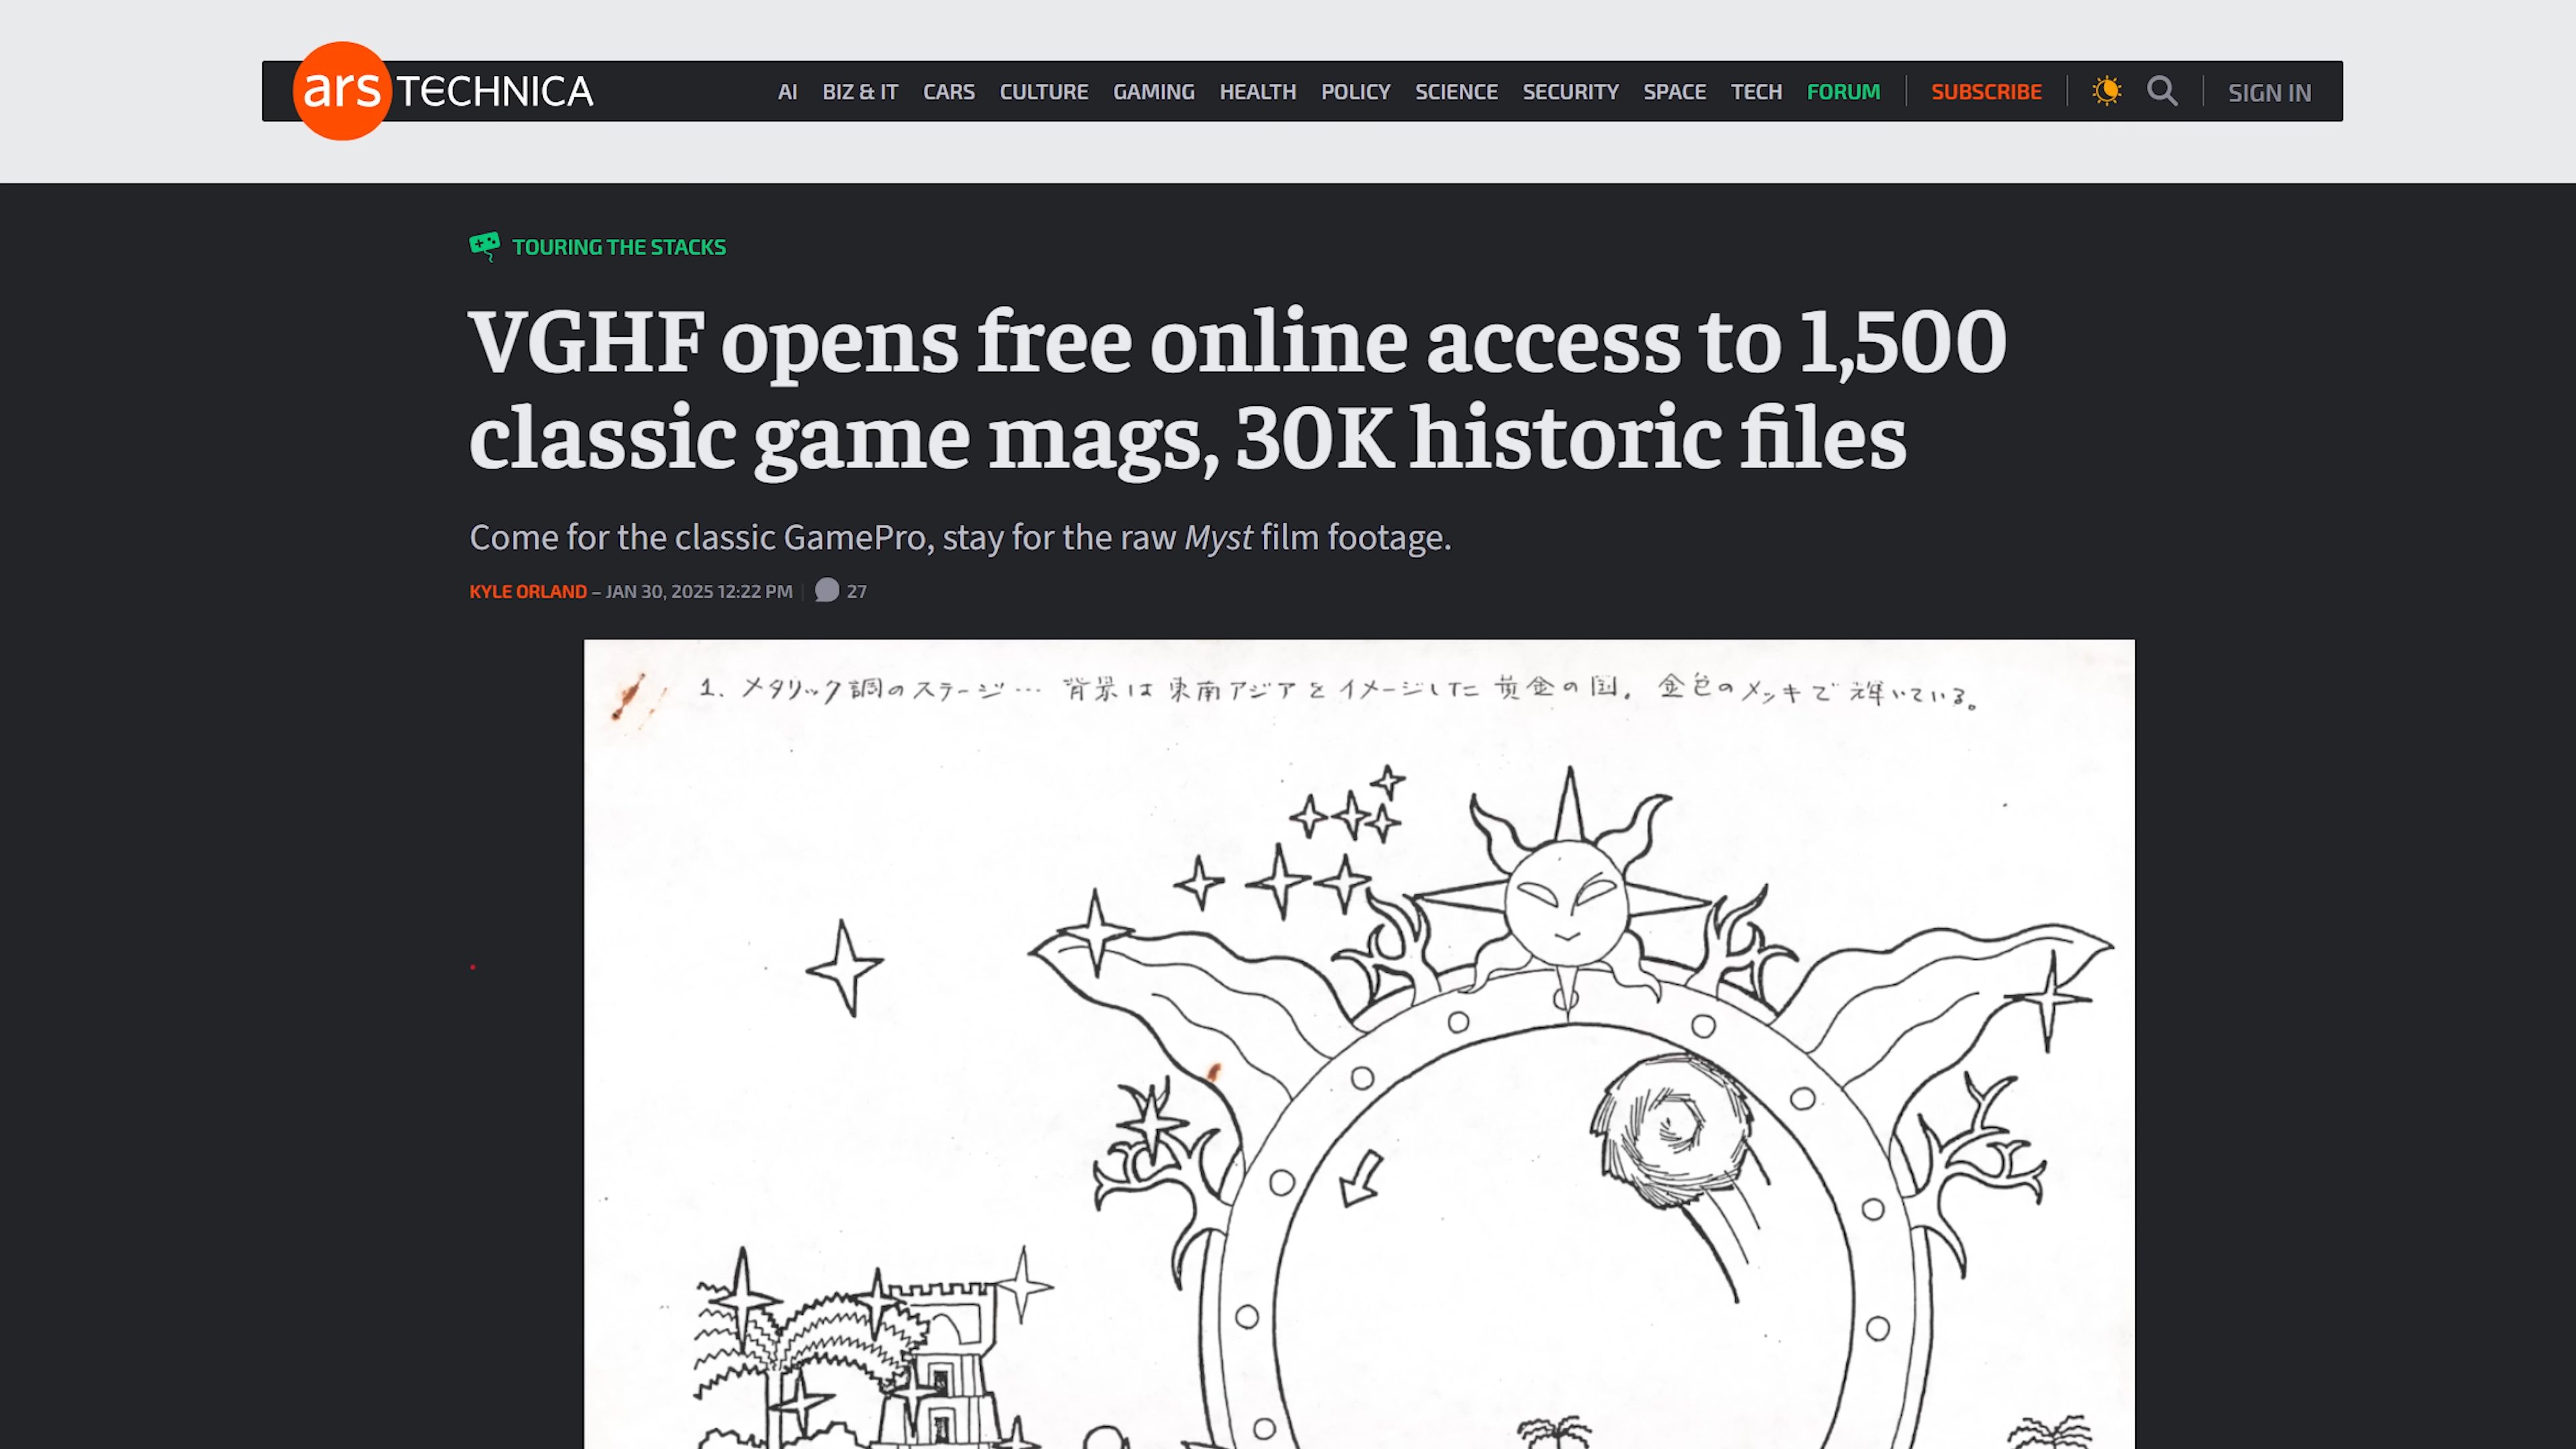 ars TECHNICA
AI BIZ & IT CARS CULTURE GAMING HEALTH POLICY SCIENCE SECURITY SPACE TECH FORUM SUBSCRIBE SIGN IN
TOURING THE STACKS
VGHF opens free online access to 1,500
classic game mags, 30K historic files
Come for the classic GamePro, stay for the raw Myst film footage.
KYLE ORLAND – JAN 30, 2025 12:22 PM 27
1、メタリック調のステージ… 背景は東南アジアをイメージした黄金の国。金色のメッキで輝いている。